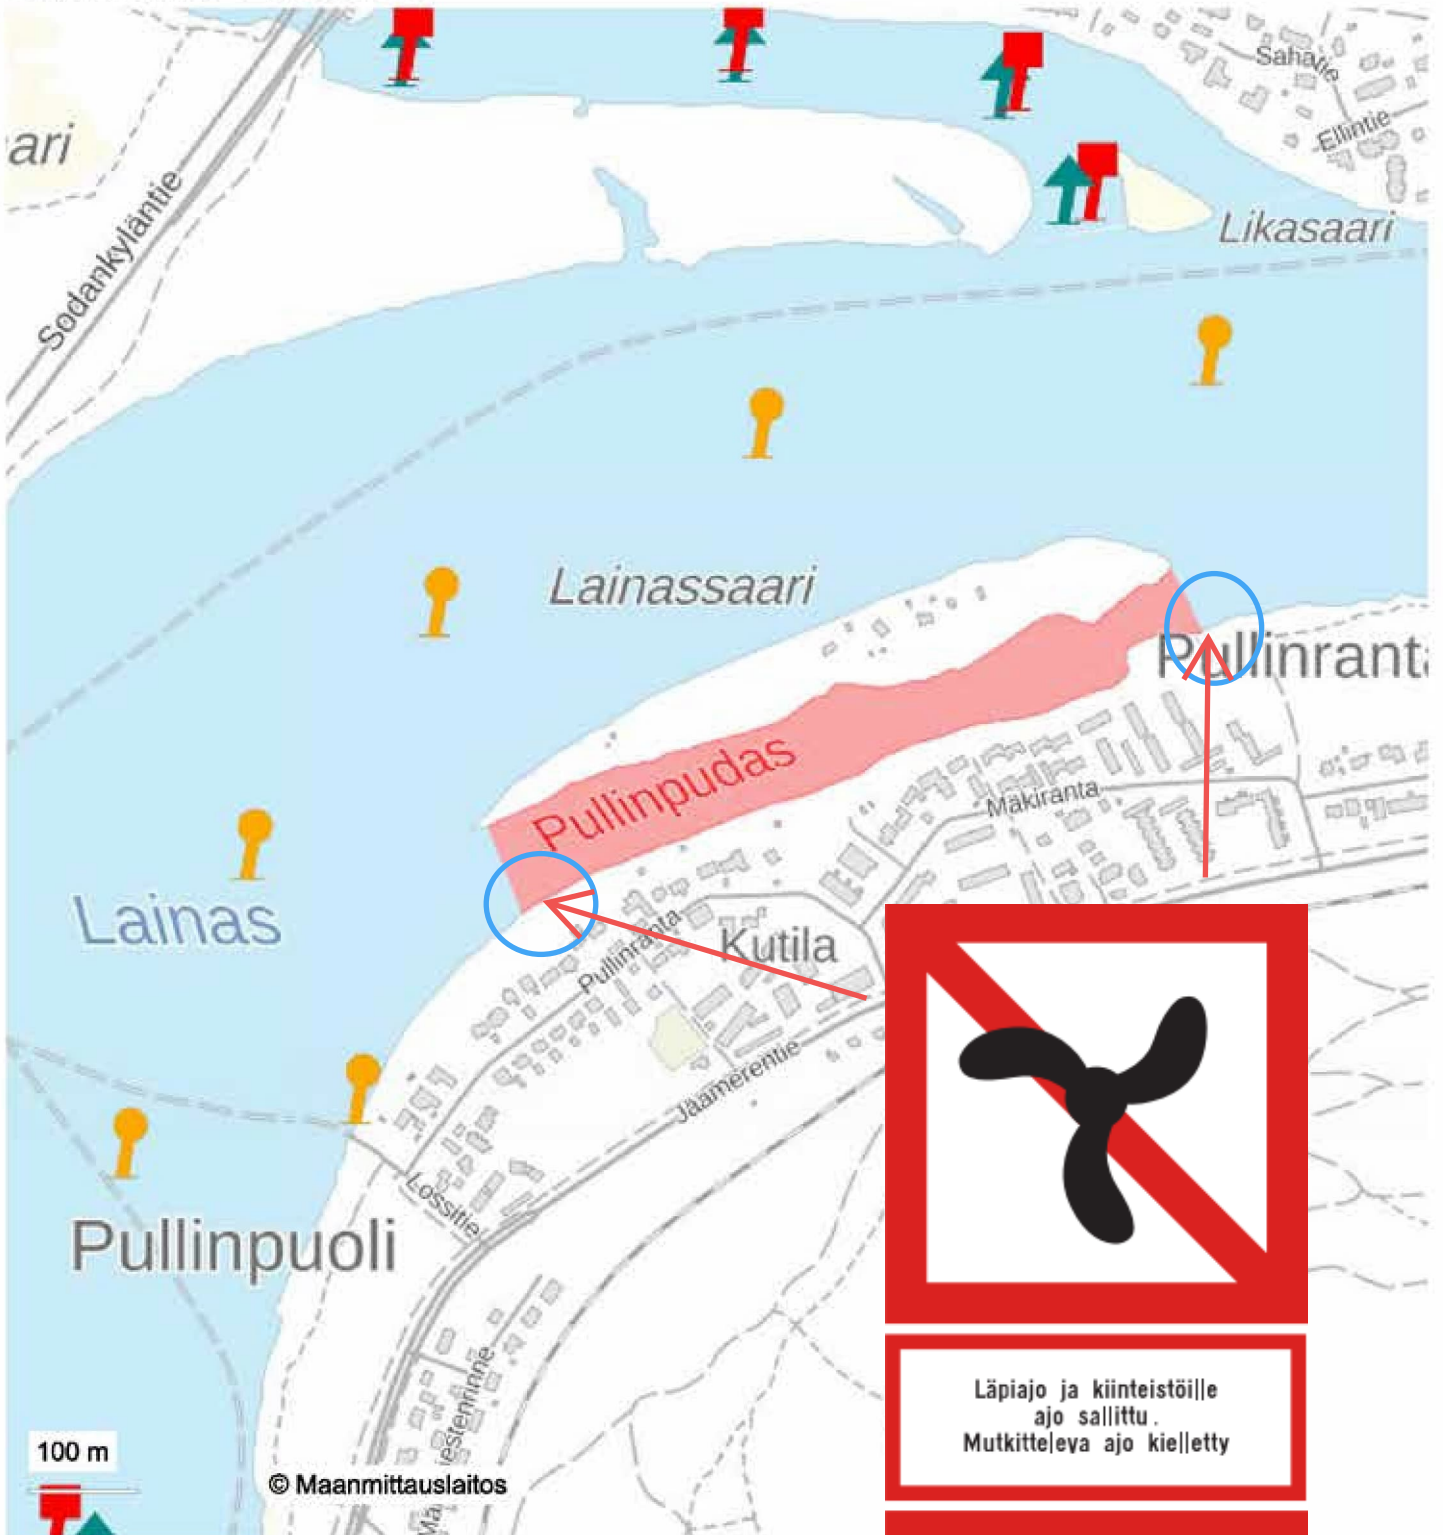 Sahatie
ari
Ellintie
Sodankyläntie
Likasaari
Lainassaari
Pullinranta
Pullinpudas
Mäkiranta
Lainas
Kutila
Pullinranta
Jäämerentie
Lossitie
Pullinpuoli
100 m
© Maanmittauslaitos
Läpiajo ja kiinteistöille
ajo sallittu.
Mutkitteleva ajo kielletty